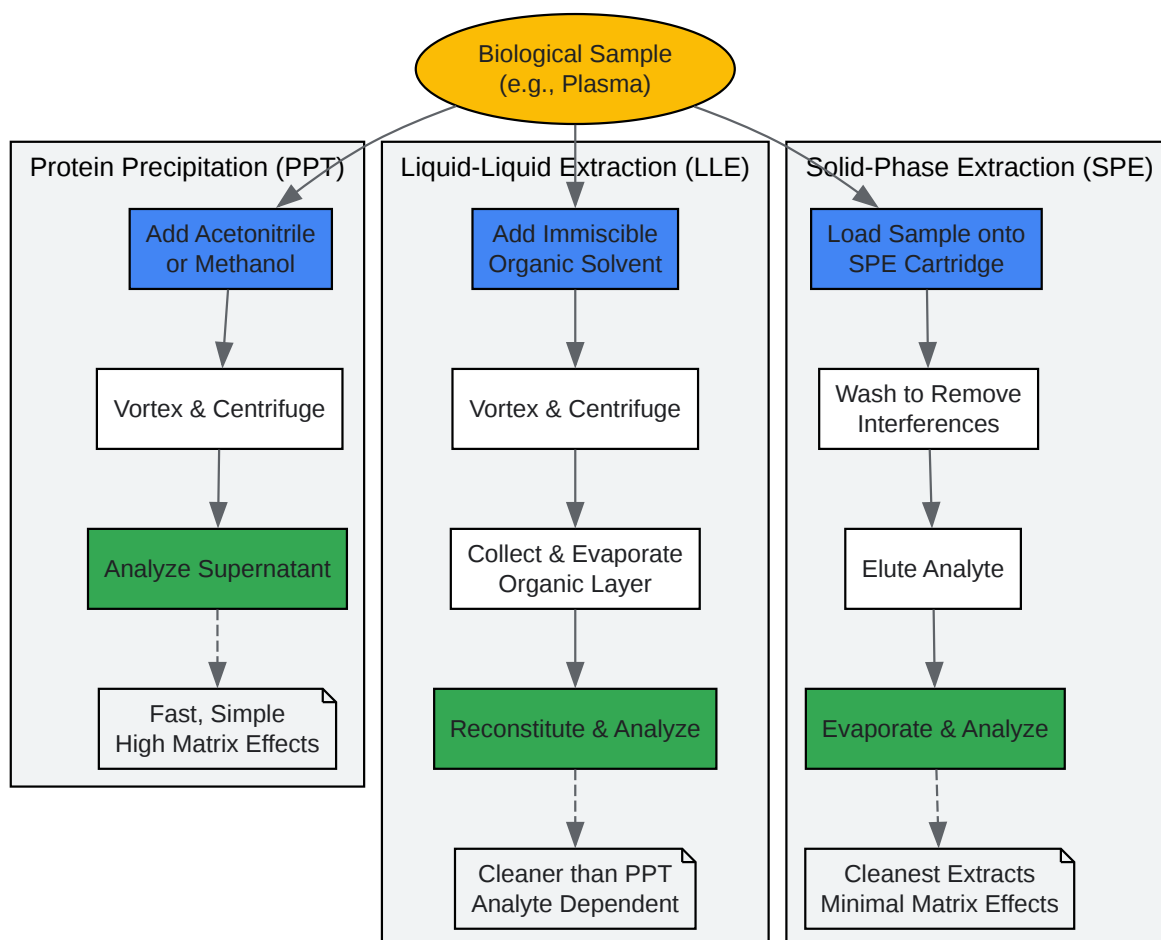 Biological Sample
(e.g., Plasma)
Protein Precipitation (PPT)
Add Acetonitrile
or Methanol
Vortex & Centrifuge
Analyze Supernatant
Fast, Simple
High Matrix Effects
Liquid-Liquid Extraction (LLE)
Add Immiscible
Organic Solvent
Vortex & Centrifuge
Collect & Evaporate
Organic Layer
Reconstitute & Analyze
Cleaner than PPT
Analyte Dependent
Solid-Phase Extraction (SPE)
Load Sample onto
SPE Cartridge
Wash to Remove
Interferences
Elute Analyte
Evaporate & Analyze
Cleanest Extracts
Minimal Matrix Effects